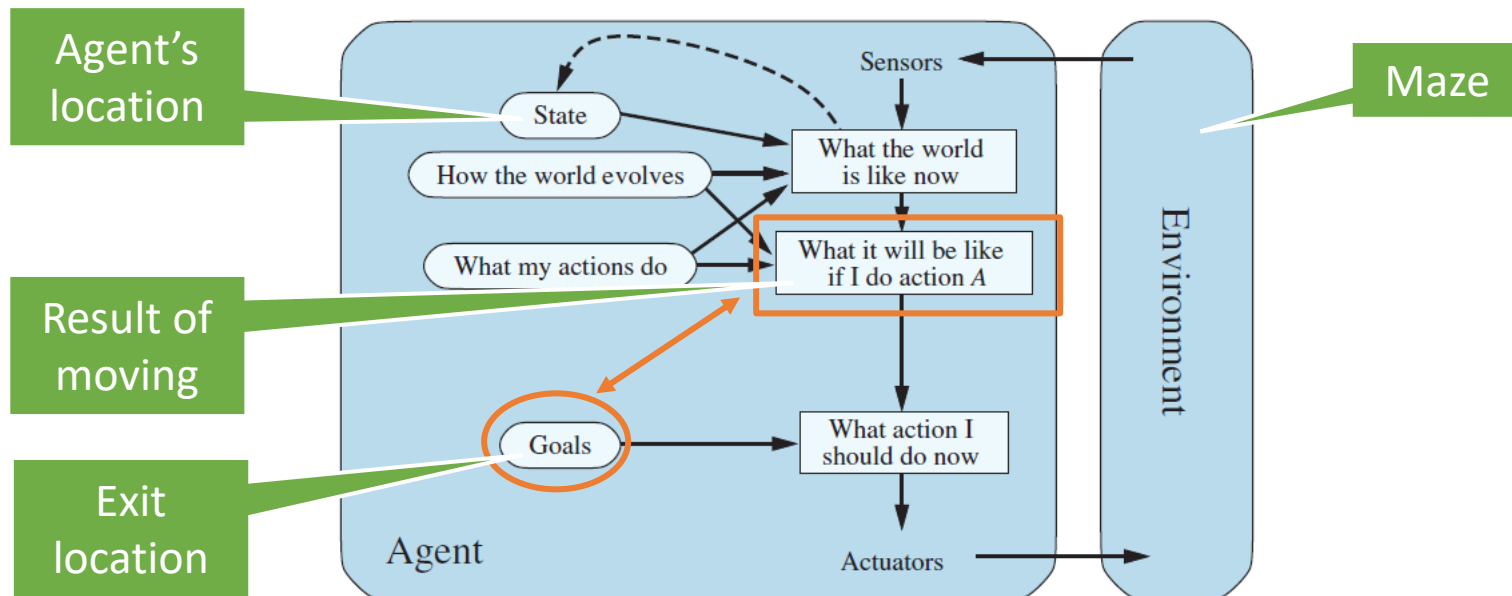 Agent’s
location
Sensors
Maze
State
What the world
is like now
How the world evolves
What it will be like
if I do action A
What my actions do
Environment
Result of
moving
Goals
What action I
should do now
Exit
location
Agent
Actuators